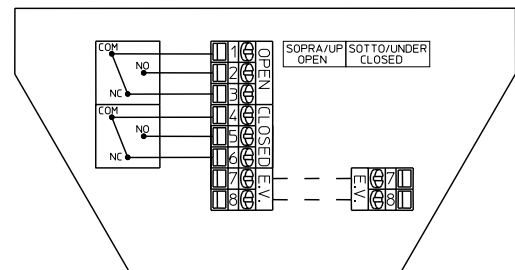 COM
NO
NC
COM
NO
NC
1
2
3
4
5
6
7
8
OPEN
CLOSED
E.V.
SOPRA/UP OPEN
SOTTO/UNDER CLOSED
E.V.
7
8